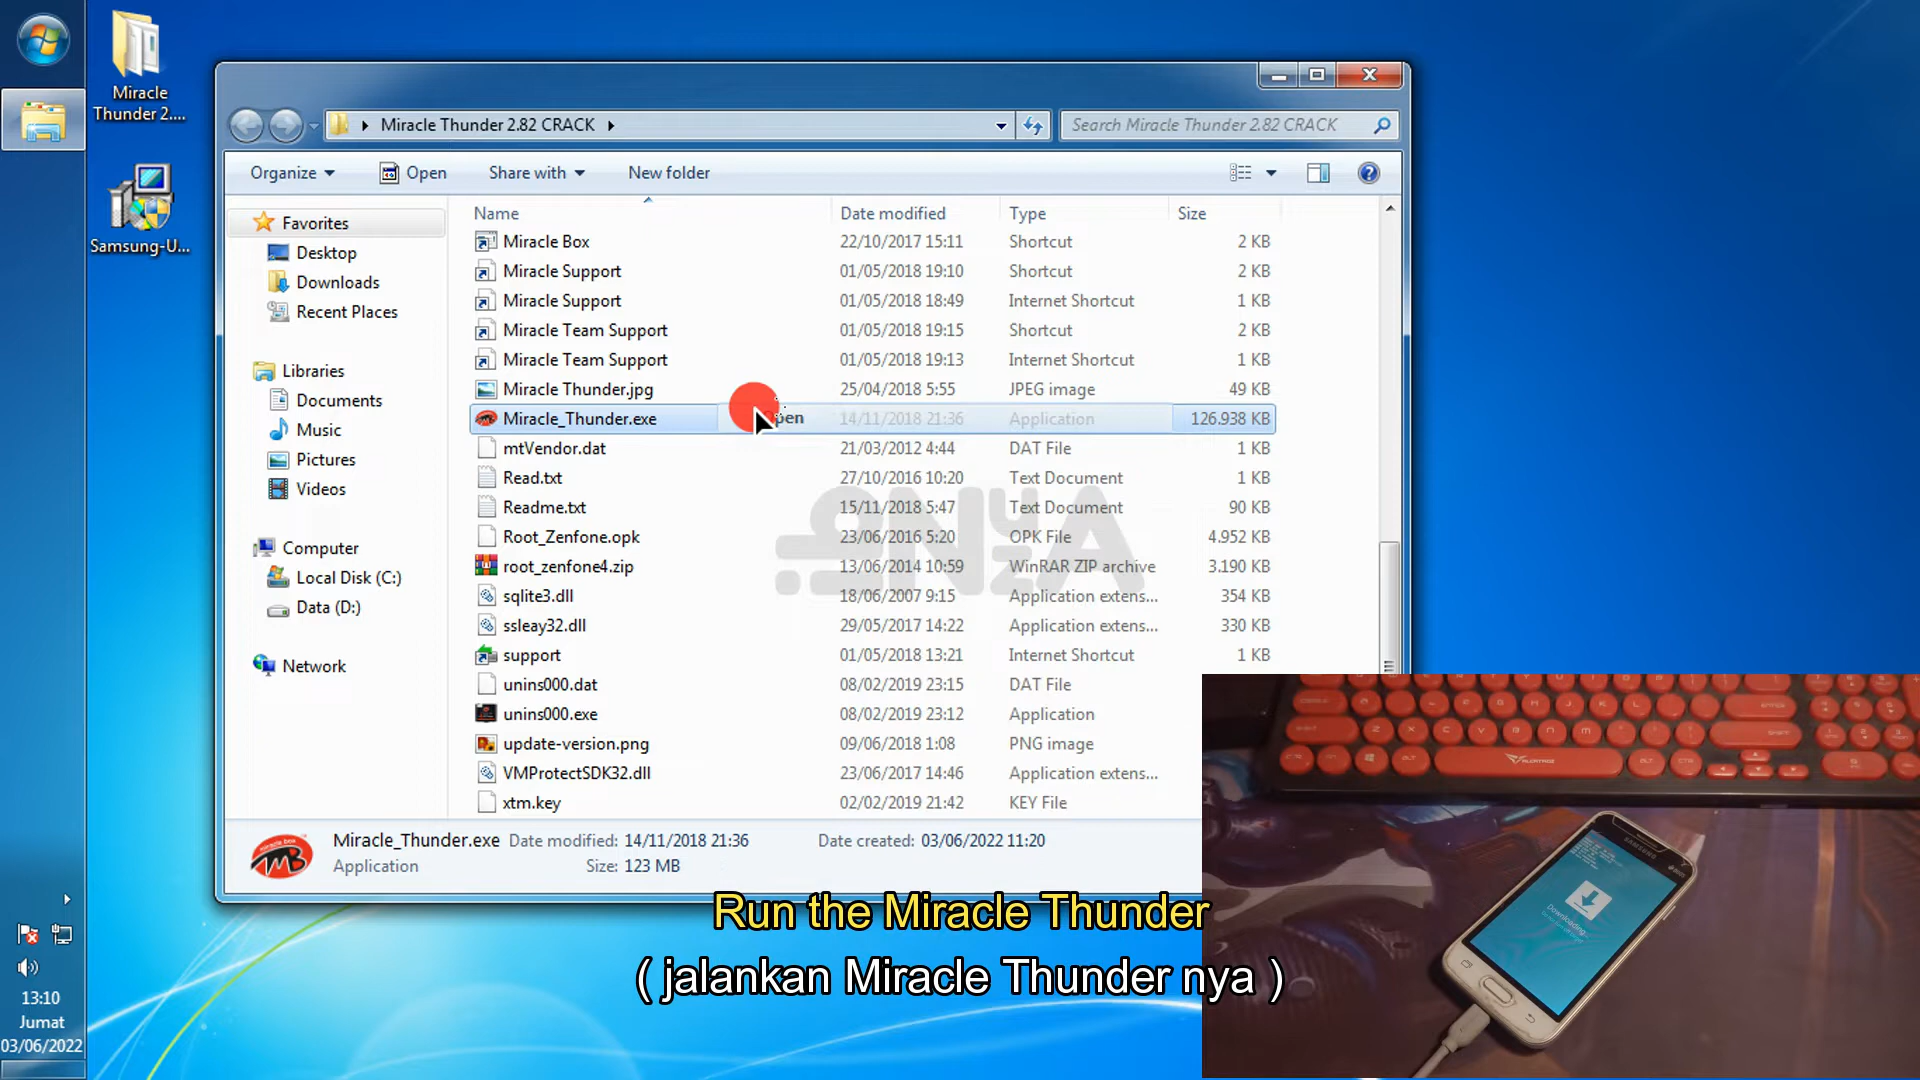 Miracle
Thunder 2....
Samsung-U...
Miracle Thunder 2.82 CRACK
Search Miracle Thunder 2.82 CRACK
Organize
Open
Share with
New folder
Favorites
Desktop
Downloads
Recent Places
Libraries
Documents
Music
Pictures
Videos
Computer
Local Disk (C:)
Data (D:)
Network
Name Date modified Type Size
Miracle Box 22/10/2017 15:11 Shortcut 2 KB
Miracle Support 01/05/2018 19:10 Shortcut 2 KB
Miracle Support 01/05/2018 18:49 Internet Shortcut 1 KB
Miracle Team Support 01/05/2018 19:15 Shortcut 2 KB
Miracle Team Support 01/05/2018 19:13 Internet Shortcut 1 KB
Miracle Thunder.jpg 25/04/2018 5:55 JPEG image 49 KB
Miracle_Thunder.exe 14/11/2018 21:36 Application 126.938 KB
mtVendor.dat 21/03/2012 4:44 DAT File 1 KB
Read.txt 27/10/2016 10:20 Text Document 1 KB
Readme.txt 15/11/2018 5:47 Text Document 90 KB
Root_Zenfone.opk 23/06/2016 5:20 OPK File 4.952 KB
root_zenfone4.zip 13/06/2014 10:59 WinRAR ZIP archive 3.190 KB
sqlite3.dll 18/06/2007 9:15 Application extens... 354 KB
ssleay32.dll 29/05/2017 14:22 Application extens... 330 KB
support 01/05/2018 13:21 Internet Shortcut 1 KB
unins000.dat 08/02/2019 23:15 DAT File
unins000.exe 08/02/2019 23:12 Application
update-version.png 09/06/2018 1:08 PNG image
VMProtectSDK32.dll 23/06/2017 14:46 Application extens...
xtm.key 02/02/2019 21:42 KEY File
Miracle_Thunder.exe Date modified: 14/11/2018 21:36 Date created: 03/06/2022 11:20
Application Size: 123 MB
Run the Miracle Thunder
( jalankan Miracle Thunder nya )
13:10
Jumat
03/06/2022
SAMSUNG
Downloading...